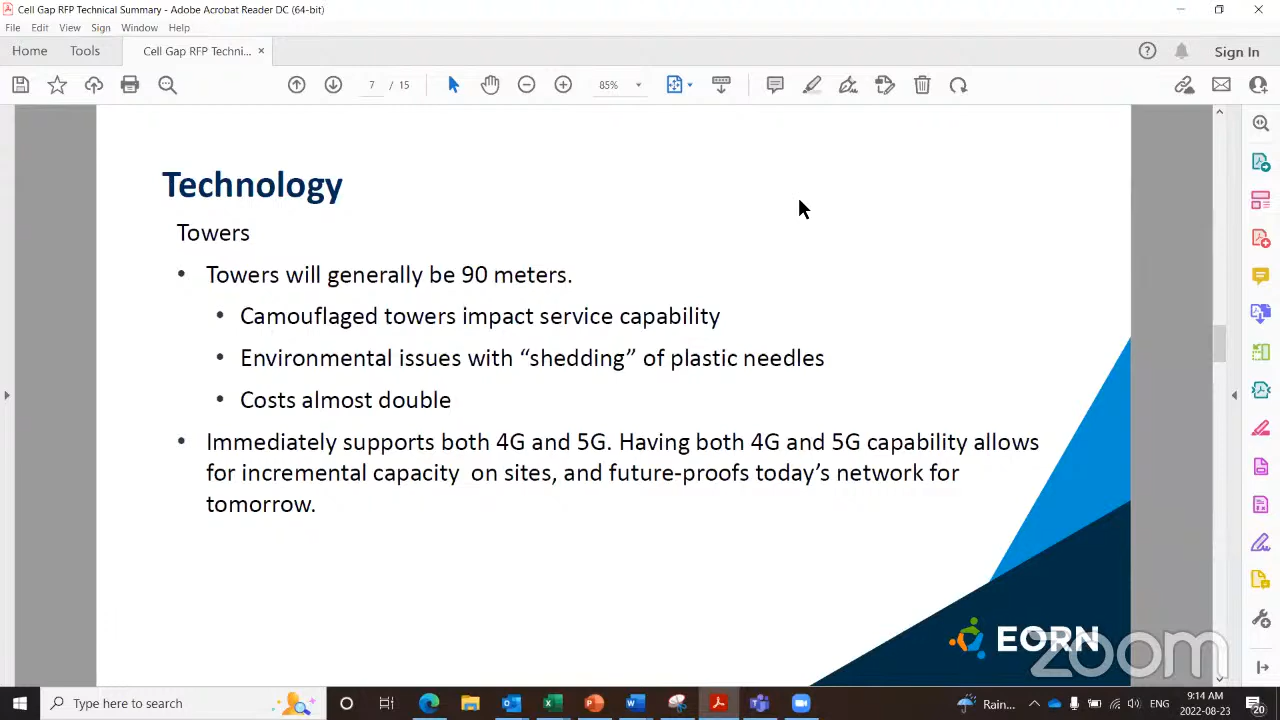 Cell Gap RFP Technical Summary - Adobe Acrobat Reader DC (64-bit)
File Edit View Sign Window Help
Home Tools Cell Gap RFP Techni... × Sign In
7 / 15 85%
Technology
Towers
• Towers will generally be 90 meters.
• Camouflaged towers impact service capability
• Environmental issues with “shedding” of plastic needles
• Costs almost double
• Immediately supports both 4G and 5G. Having both 4G and 5G capability allows
for incremental capacity on sites, and future-proofs today’s network for
tomorrow.
EORN
zoom
Type here to search Rain... ENG 9:14 AM
2022-08-23 20